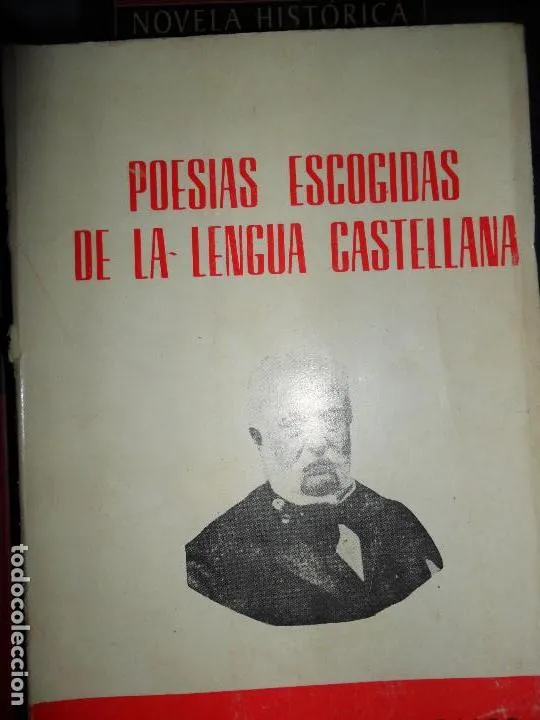 NOVELA HISTÓRICA
POESIAS ESCOGIDAS
DE LA LENGUA CASTELLANA
todocoleccion